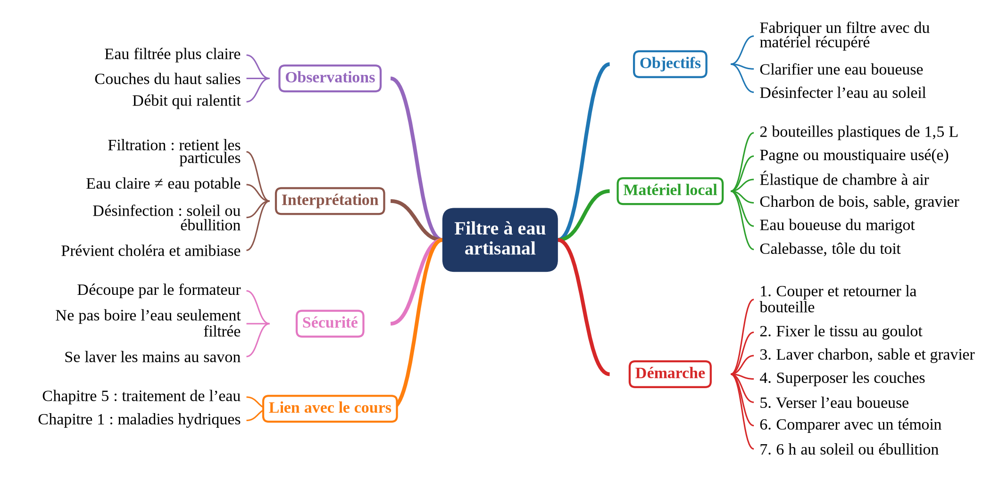 Filtre à eau
artisanal
Objectifs
Fabriquer un filtre avec du
matériel récupéré
Clarifier une eau boueuse
Désinfecter l’eau au soleil
Matériel local
2 bouteilles plastiques de 1,5 L
Pagne ou moustiquaire usé(e)
Élastique de chambre à air
Charbon de bois, sable, gravier
Eau boueuse du marigot
Calebasse, tôle du toit
Démarche
1. Couper et retourner la
bouteille
2. Fixer le tissu au goulot
3. Laver charbon, sable et gravier
4. Superposer les couches
5. Verser l’eau boueuse
6. Comparer avec un témoin
7. 6 h au soleil ou ébullition
Observations
Eau filtrée plus claire
Couches du haut salies
Débit qui ralentit
Interprétation
Filtration : retient les
particules
Eau claire ≠ eau potable
Désinfection : soleil ou
ébullition
Prévient choléra et amibiase
Sécurité
Découpe par le formateur
Ne pas boire l’eau seulement
filtrée
Se laver les mains au savon
Lien avec le cours
Chapitre 5 : traitement de l’eau
Chapitre 1 : maladies hydriques